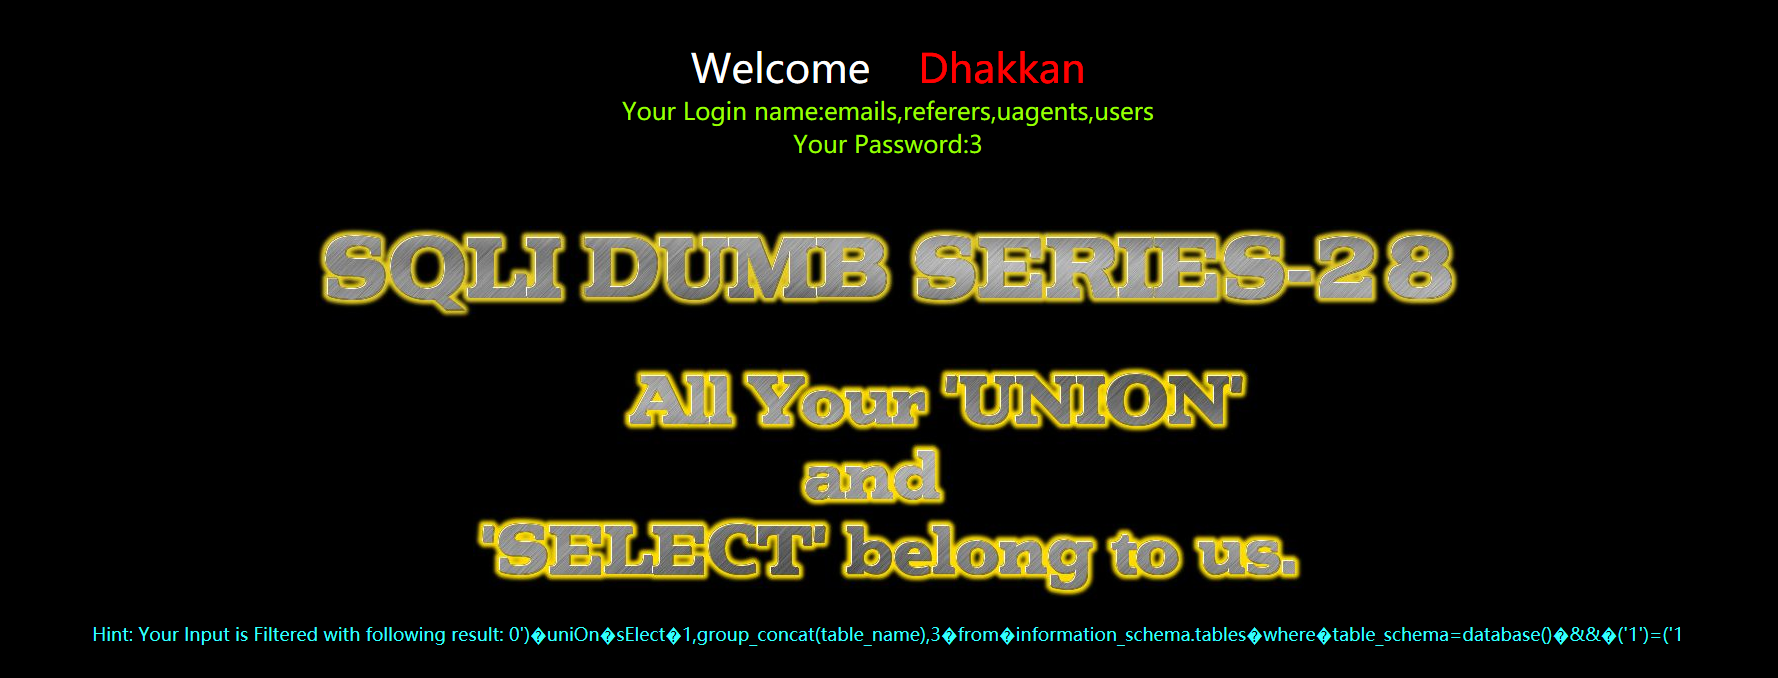 Welcome Dhakkan
Your Login name:emails,referers,uagents,users
Your Password:3
SQLI DUMB SERIES-28
All Your 'UNION'
and
'SELECT' belong to us.
Hint: Your Input is Filtered with following result: 0')�uniOn�sElect�1,group_concat(table_name),3�from�information_schema.tables�where�table_schema=database()�&&�('1')=('1